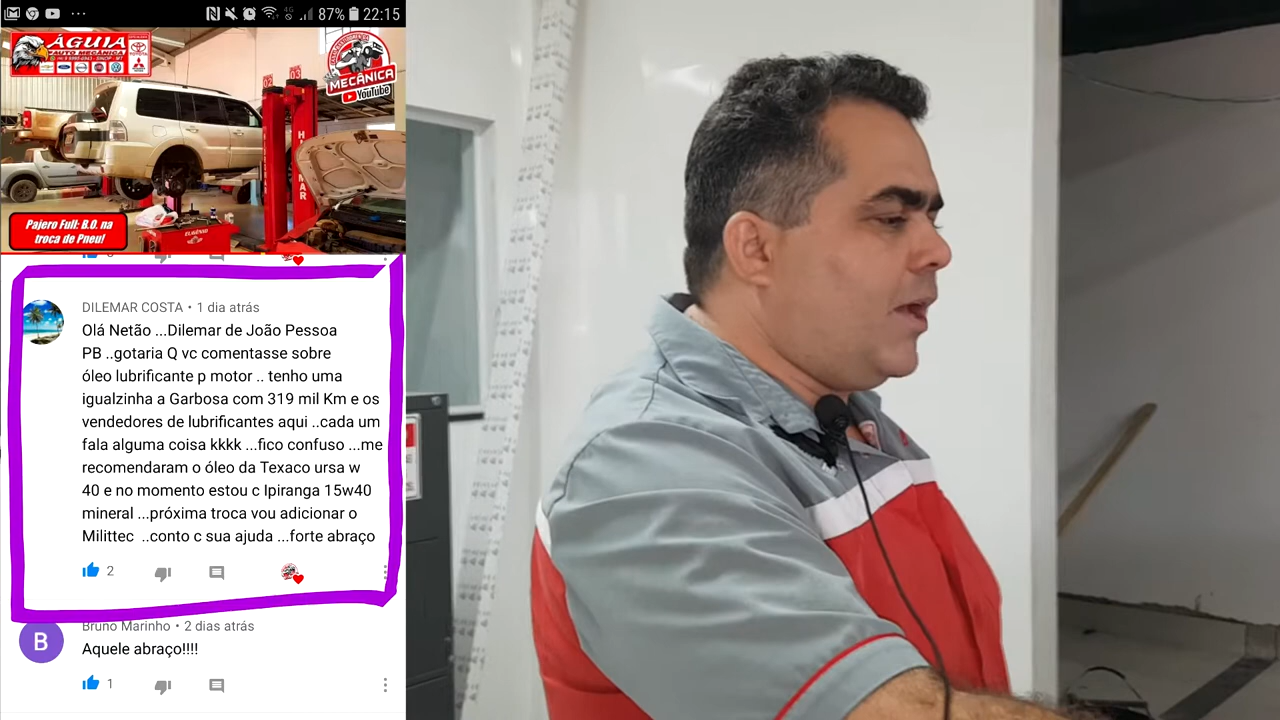 87% 22:15
ÁGUIA
AUTO MECÂNICA
TOYOTA
MECÂNICA
YouTube
02
03
Pajero Full: B.O. na
troca de Pneu!
DILEMAR COSTA • 1 dia atrás
Olá Netão ...Dilemar de João Pessoa
PB ..gotaria Q vc comentasse sobre
óleo lubrificante p motor .. tenho uma
igualzinha a Garbosa com 319 mil Km e os
vendedores de lubrificantes aqui ..cada um
fala alguma coisa kkkk ...fico confuso ...me
recomendaram o óleo da Texaco ursa w
40 e no momento estou c Ipiranga 15w40
mineral ...próxima troca vou adicionar o
Milittec ..conto c sua ajuda ...forte abraço
2
B
Bruno Marinho • 2 dias atrás
Aquele abraço!!!!
1